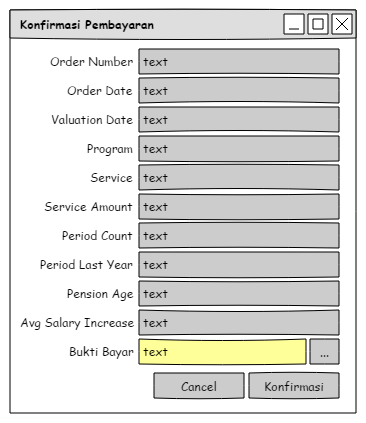 Konfirmasi Pembayaran
Order Number text
Order Date text
Valuation Date text
Program text
Service text
Service Amount text
Period Count text
Period Last Year text
Pension Age text
Avg Salary Increase text
Bukti Bayar text ...
Cancel Konfirmasi